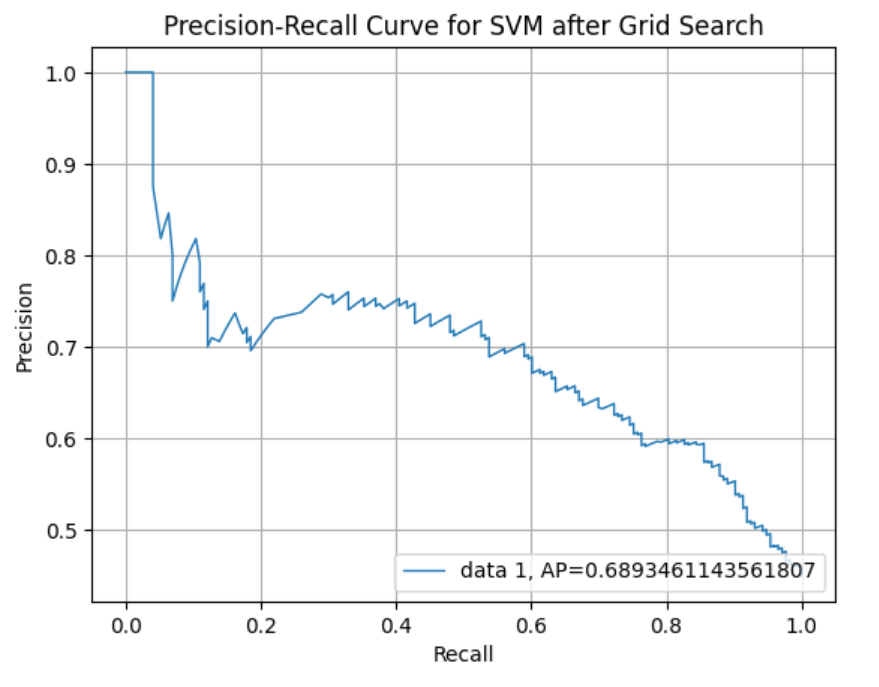 Precision-Recall Curve for SVM after Grid Search
1.0
0.9
0.8
0.7
0.6
0.5
Precision
data 1, AP=0.6893461143561807
0.0 0.2 0.4 0.6 0.8 1.0
Recall